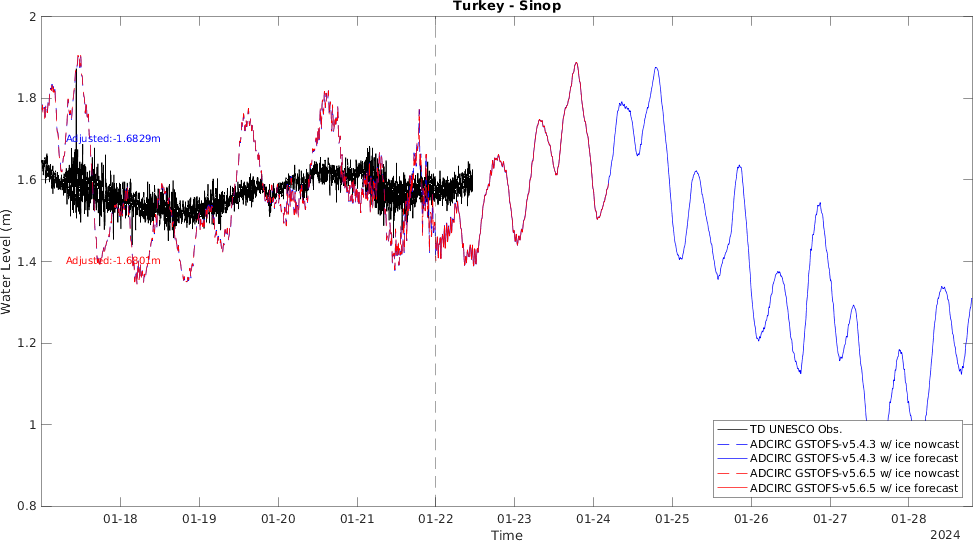 Turkey - Sinop
2
1.8
1.6
1.4
1.2
1
0.8
Water Level (m)
Adjusted:-1.6829m
Adjusted:-1.6801m
TD UNESCO Obs.
ADCIRC GSTOFS-v5.4.3 w/ ice nowcast
ADCIRC GSTOFS-v5.4.3 w/ ice forecast
ADCIRC GSTOFS-v5.6.5 w/ ice nowcast
ADCIRC GSTOFS-v5.6.5 w/ ice forecast
01-18 01-19 01-20 01-21 01-22 01-23 01-24 01-25 01-26 01-27 01-28
Time
2024